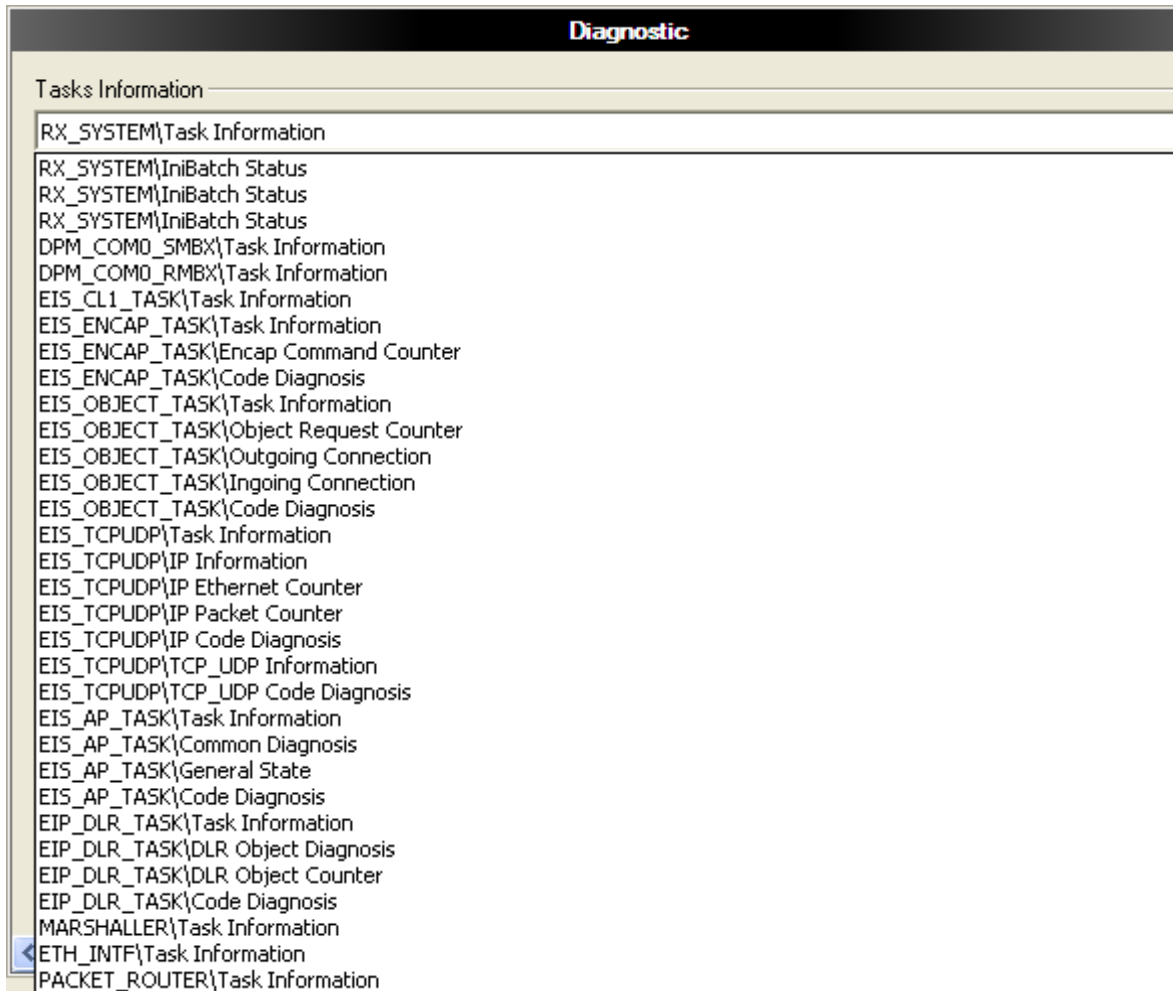 Diagnostic
Tasks Information
RX_SYSTEM\Task Information
RX_SYSTEM\IniBatch Status
RX_SYSTEM\IniBatch Status
RX_SYSTEM\IniBatch Status
DPM_COM0_SMBX\Task Information
DPM_COM0_RMBX\Task Information
EIS_CL1_TASK\Task Information
EIS_ENCAP_TASK\Task Information
EIS_ENCAP_TASK\Encap Command Counter
EIS_ENCAP_TASK\Code Diagnosis
EIS_OBJECT_TASK\Task Information
EIS_OBJECT_TASK\Object Request Counter
EIS_OBJECT_TASK\Outgoing Connection
EIS_OBJECT_TASK\Ingoing Connection
EIS_OBJECT_TASK\Code Diagnosis
EIS_TCPUDP\Task Information
EIS_TCPUDP\IP Information
EIS_TCPUDP\IP Ethernet Counter
EIS_TCPUDP\IP Packet Counter
EIS_TCPUDP\IP Code Diagnosis
EIS_TCPUDP\TCP_UDP Information
EIS_TCPUDP\TCP_UDP Code Diagnosis
EIS_AP_TASK\Task Information
EIS_AP_TASK\Common Diagnosis
EIS_AP_TASK\General State
EIS_AP_TASK\Code Diagnosis
EIP_DLR_TASK\Task Information
EIP_DLR_TASK\DLR Object Diagnosis
EIP_DLR_TASK\DLR Object Counter
EIP_DLR_TASK\Code Diagnosis
MARSHALLER\Task Information
ETH_INTF\Task Information
PACKET_ROUTER\Task Information